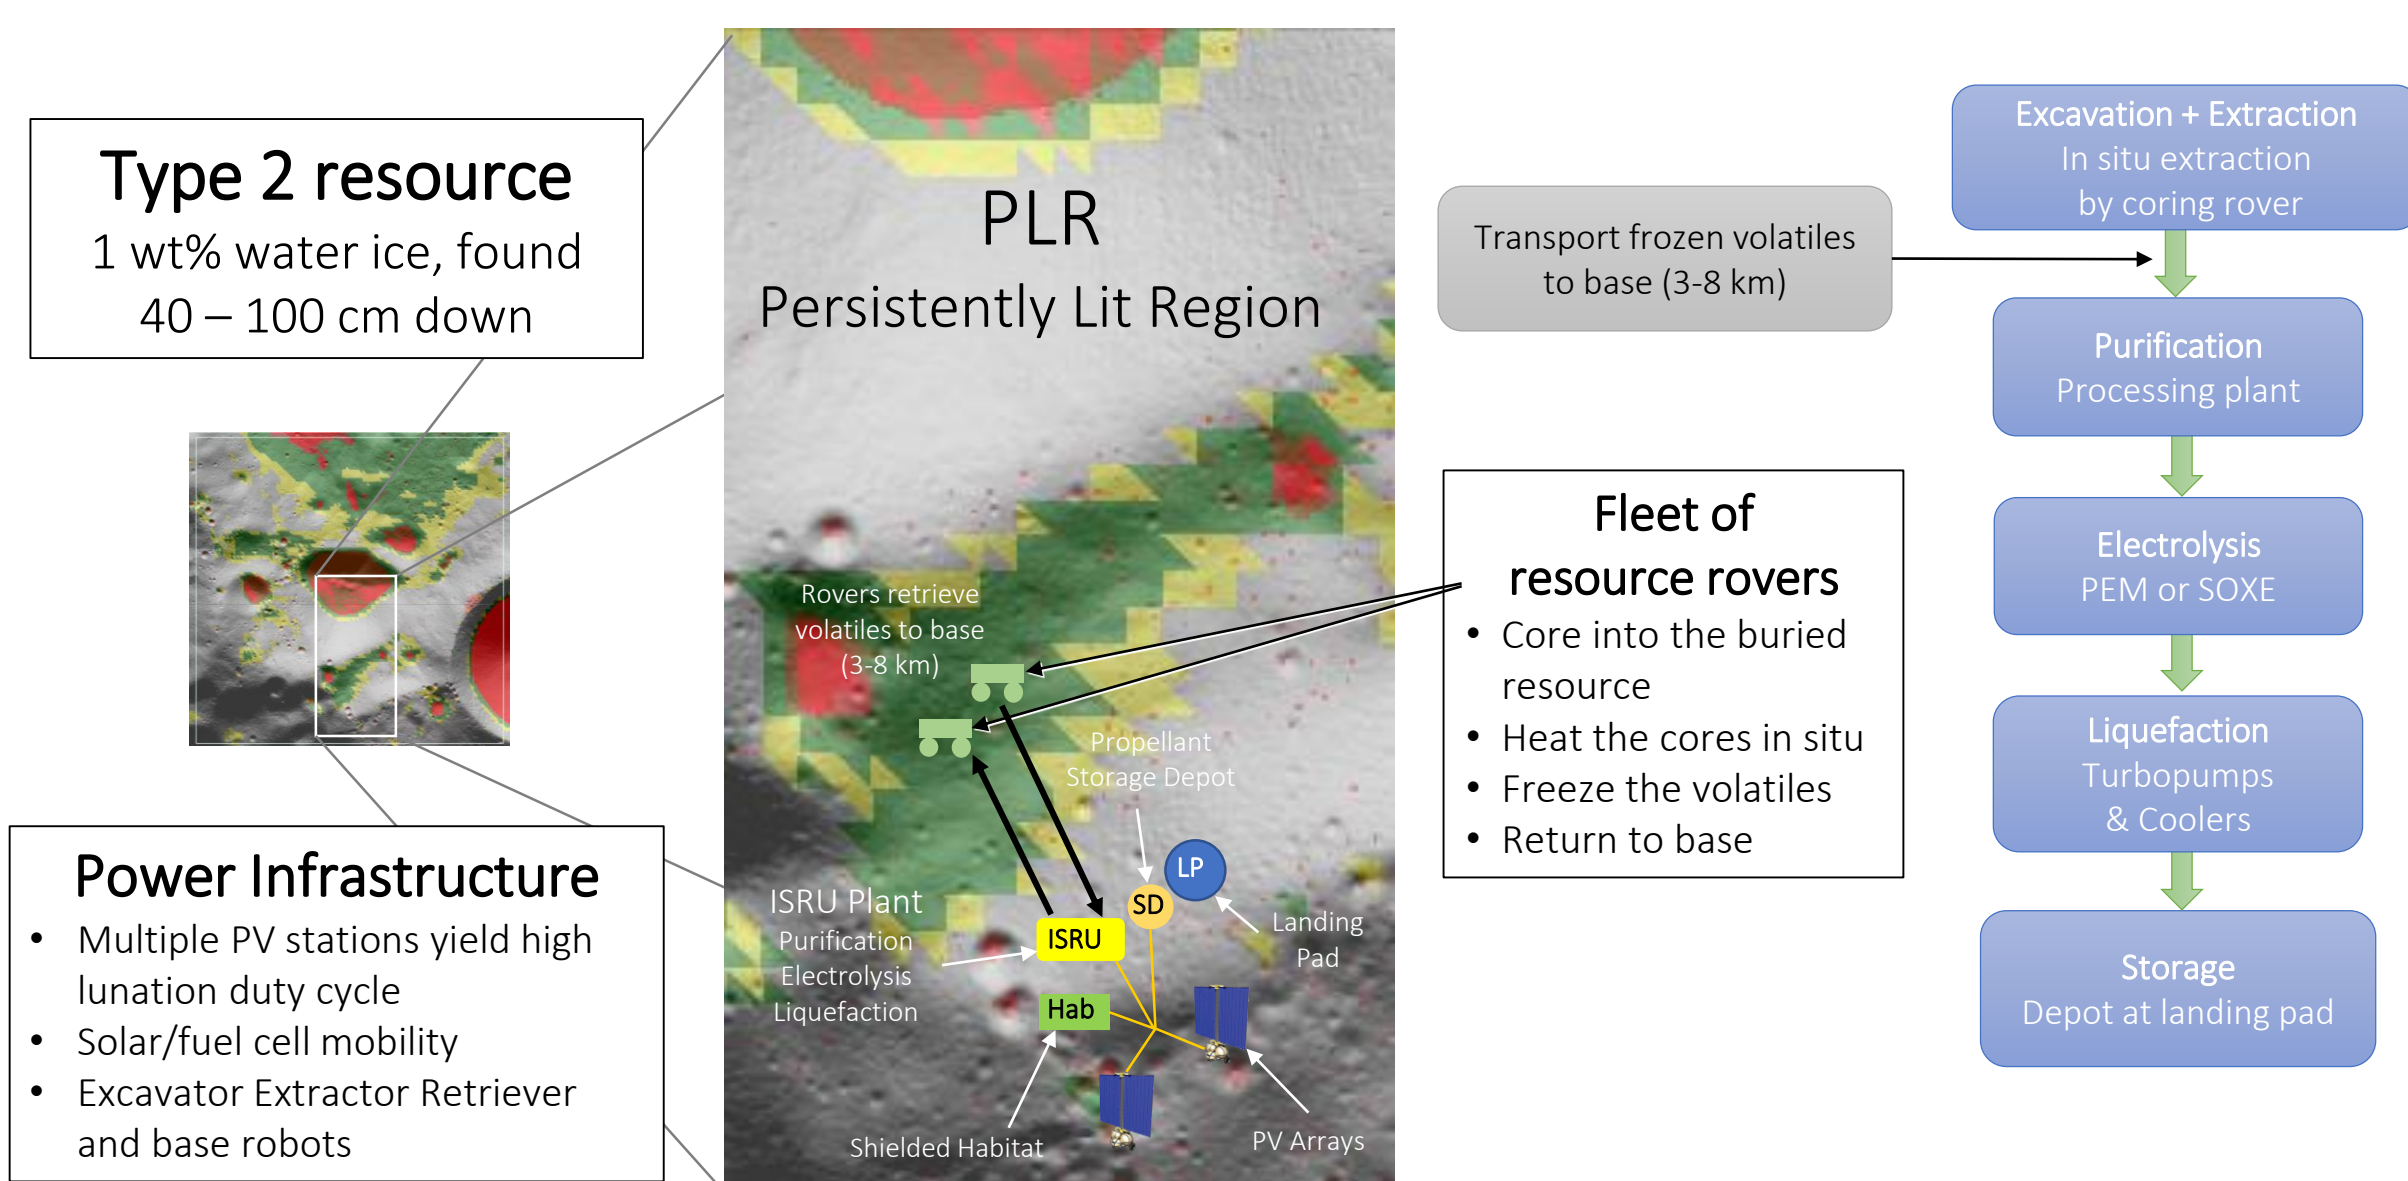 Type 2 resource
1 wt% water ice, found
40 – 100 cm down
Power Infrastructure
• Multiple PV stations yield high
lunation duty cycle
• Solar/fuel cell mobility
• Excavator Extractor Retriever
and base robots
PLR
Persistently Lit Region
Rovers retrieve
volatiles to base
(3-8 km)
Propellant
Storage Depot
LP
SD
ISRU Plant
Purification
Electrolysis
Liquefaction
ISRU
Landing
Pad
Hab
Shielded Habitat
PV Arrays
Transport frozen volatiles
to base (3-8 km)
Fleet of
resource rovers
• Core into the buried
resource
• Heat the cores in situ
• Freeze the volatiles
• Return to base
Excavation + Extraction
In situ extraction
by coring rover
Purification
Processing plant
Electrolysis
PEM or SOXE
Liquefaction
Turbopumps
& Coolers
Storage
Depot at landing pad